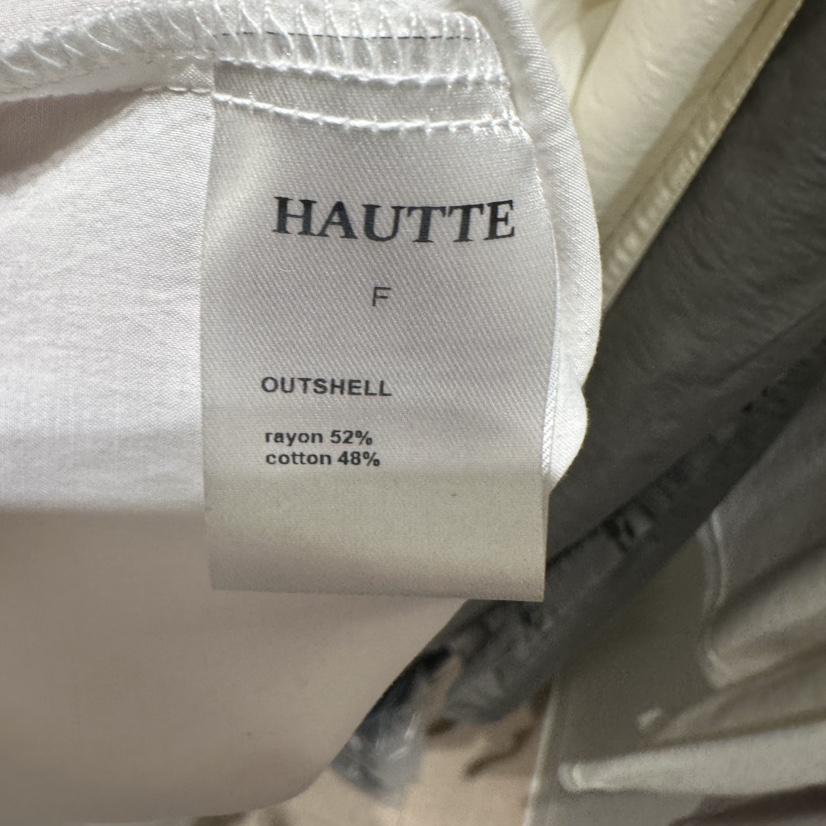 HAUTTE
F
OUTSHELL
rayon 52%
cotton 48%